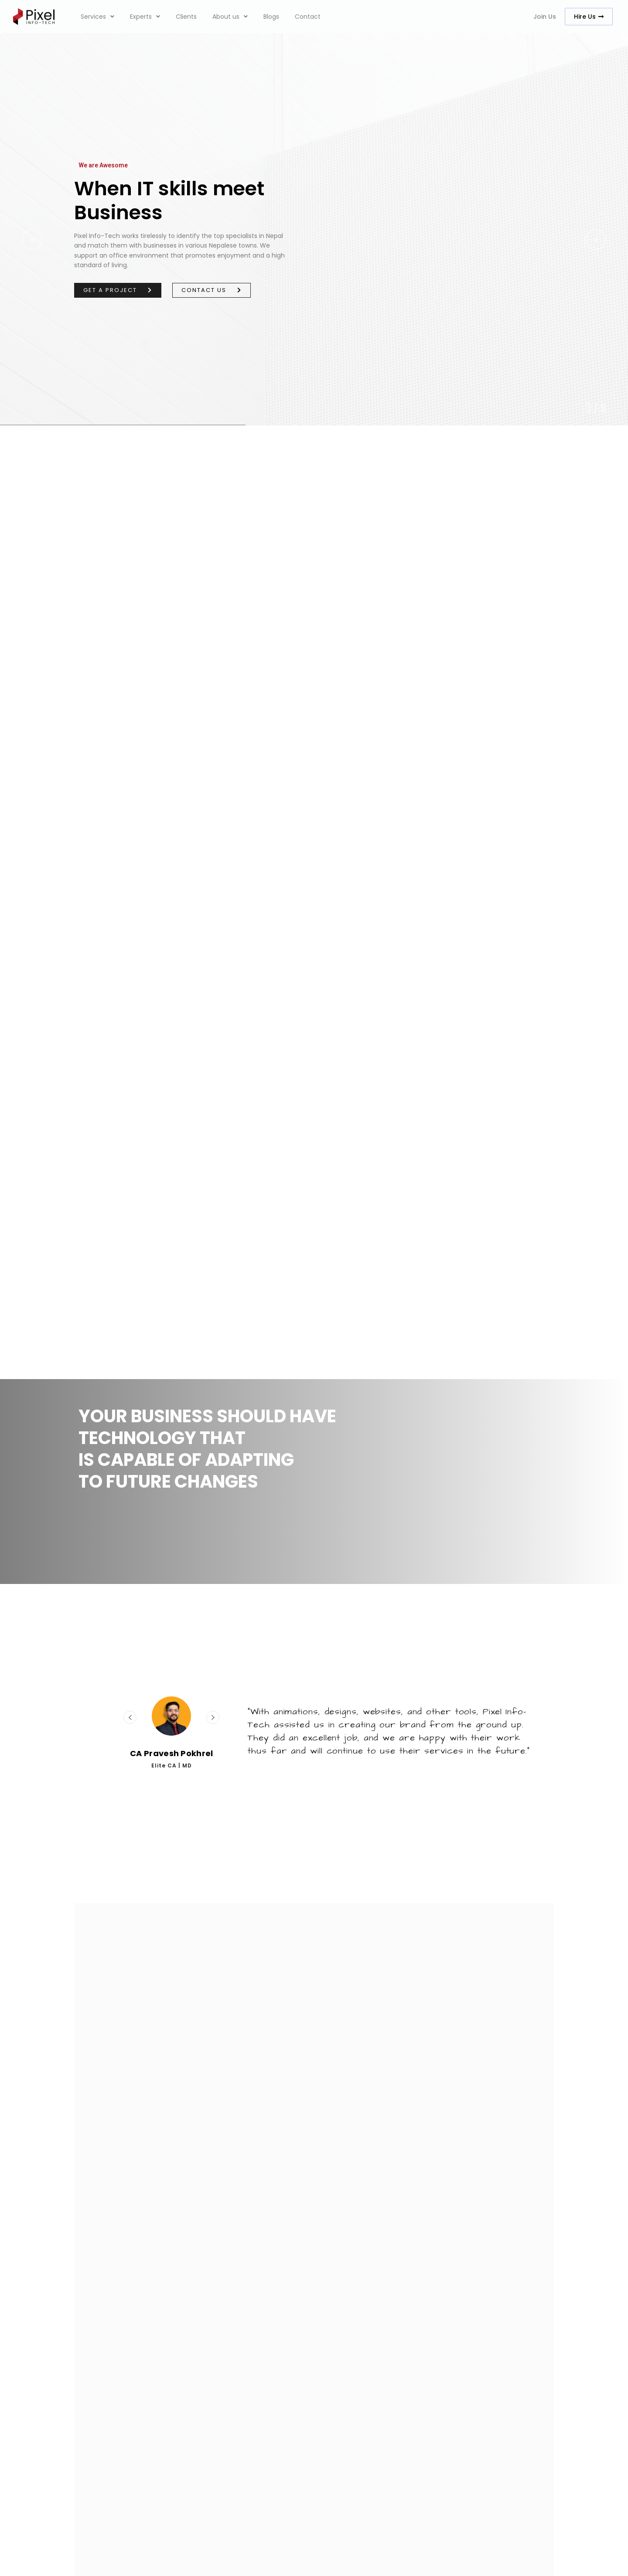 Pixel
INFO-TECH
Services
Experts
Clients
About us
Blogs
Contact
Join Us
Hire Us
We are Awesome
When IT skills meet
Business
Pixel Info-Tech works tirelessly to identify the top specialists in Nepal
and match them with businesses in various Nepalese towns. We
support an office environment that promotes enjoyment and a high
standard of living.
GET A PROJECT
CONTACT US
YOUR BUSINESS SHOULD HAVE
TECHNOLOGY THAT
IS CAPABLE OF ADAPTING
TO FUTURE CHANGES
"With animations, designs, websites, and other tools, Pixel Info-
Tech assisted us in creating our brand from the ground up.
They did an excellent job, and we are happy with their work
thus far and will continue to use their services in the future."
CA Pravesh Pokhrel
Elite CA | MD